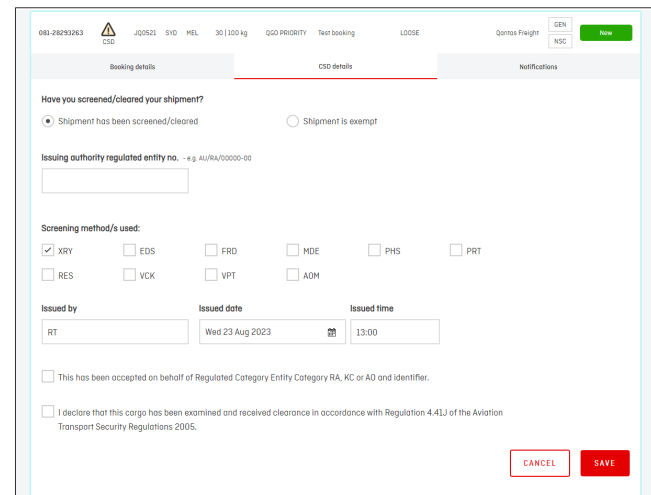 081-28293263 CSD JQ0521 SYD MEL 30 | 100 kg QGO PRIORITY Test booking LOOSE Qantas Freight GEN NSC New
Booking details CSD details Notifications
Have you screened/cleared your shipment?
Shipment has been screened/cleared Shipment is exempt
Issuing authority regulated entity no. - e.g. AU/RA/00000-00
Screening method/s used:
XRY EDS FRD MDE PHS PRT
RES VCK VPT AOM
Issued by Issued date Issued time
RT Wed 23 Aug 2023 13:00
This has been accepted on behalf of Regulated Category Entity Category RA, KC or AO and identifier.
I declare that this cargo has been examined and received clearance in accordance with Regulation 4.41J of the Aviation
Transport Security Regulations 2005.
CANCEL SAVE